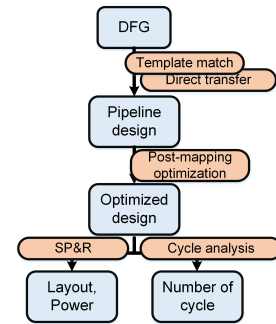 DFG
Template match
Direct transfer
Pipeline
design
Post-mapping
optimization
Optimized
design
SP&R
Cycle analysis
Layout,
Power
Number of
cycle